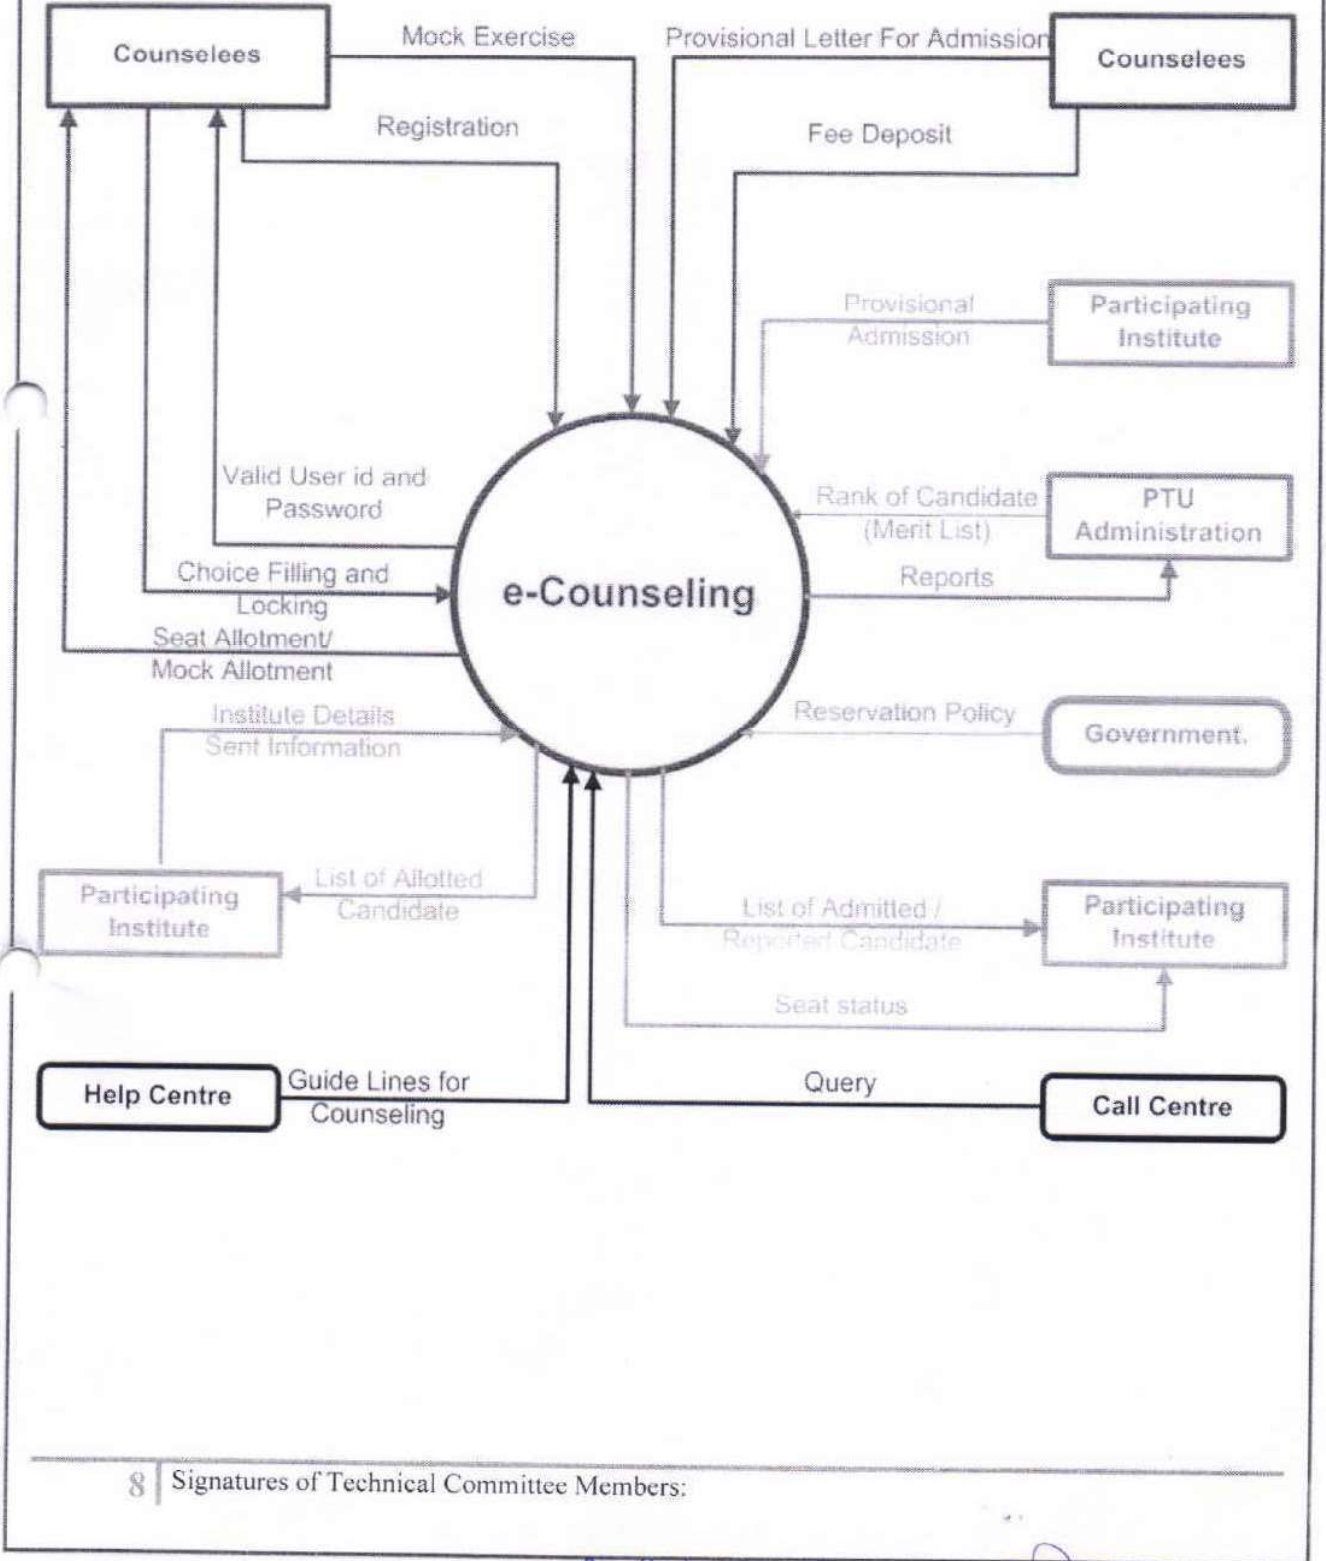 Counselees
Mock Exercise
Provisional Letter For Admission
Counselees
Registration
Fee Deposit
Provisional
Admission
Participating
Institute
Valid User id and
Password
Rank of Candidate
(Merit List)
PTU
Administration
Choice Filling and
Locking
e-Counseling
Reports
Seat Allotment/
Mock Allotment
Institute Details
Sent Information
Reservation Policy
Government.
Participating
Institute
List of Allotted
Candidate
List of Admitted /
Reported Candidate
Participating
Institute
Seat status
Help Centre
Guide Lines for
Counseling
Query
Call Centre
8 Signatures of Technical Committee Members: